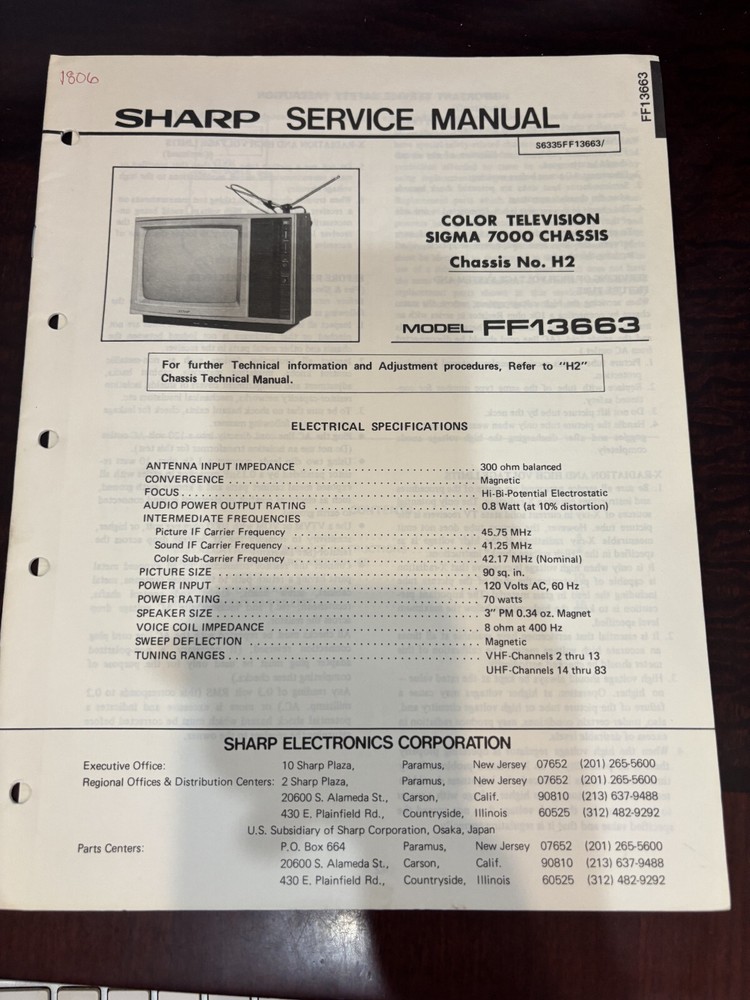 1806
FF13663
SHARP SERVICE MANUAL
S6335FF13663/
COLOR TELEVISION
SIGMA 7000 CHASSIS
Chassis No. H2
MODEL FF13663
For further Technical information and Adjustment procedures, Refer to "H2"
Chassis Technical Manual.
ELECTRICAL SPECIFICATIONS
ANTENNA INPUT IMPEDANCE . . . . . . . . . . . . . . . . . . . . 300 ohm balanced
CONVERGENCE . . . . . . . . . . . . . . . . . . . . Magnetic
FOCUS . . . . . . . . . . . . . . . . . . . . Hi-Bi-Potential Electrostatic
AUDIO POWER OUTPUT RATING . . . . . . . . . . . . . . . . . . . . 0.8 Watt (at 10% distortion)
INTERMEDIATE FREQUENCIES
Picture IF Carrier Frequency . . . . . . . . . . . . . . . . . . . . 45.75 MHz
Sound IF Carrier Frequency . . . . . . . . . . . . . . . . . . . . 41.25 MHz
Color Sub-Carrier Frequency . . . . . . . . . . . . . . . . . . . . 42.17 MHz (Nominal)
PICTURE SIZE . . . . . . . . . . . . . . . . . . . . 90 sq. in.
POWER INPUT . . . . . . . . . . . . . . . . . . . . 120 Volts AC, 60 Hz
POWER RATING . . . . . . . . . . . . . . . . . . . . 70 watts
SPEAKER SIZE . . . . . . . . . . . . . . . . . . . . 3" PM 0.34 oz. Magnet
VOICE COIL IMPEDANCE . . . . . . . . . . . . . . . . . . . . 8 ohm at 400 Hz
SWEEP DEFLECTION . . . . . . . . . . . . . . . . . . . . Magnetic
TUNING RANGES . . . . . . . . . . . . . . . . . . . . VHF-Channels 2 thru 13
UHF-Channels 14 thru 83
SHARP ELECTRONICS CORPORATION
Executive Office: 10 Sharp Plaza, Paramus, New Jersey 07652 (201) 265-5600
Regional Offices & Distribution Centers: 2 Sharp Plaza, Paramus, New Jersey 07652 (201) 265-5600
20600 S. Alameda St., Carson, Calif. 90810 (213) 637-9488
430 E. Plainfield Rd., Countryside, Illinois 60525 (312) 482-9292
U.S. Subsidiary of Sharp Corporation, Osaka, Japan
Parts Centers: P.O. Box 664 Paramus, New Jersey 07652 (201) 265-5600
20600 S. Alameda St., Carson, Calif. 90810 (213) 637-9488
430 E. Plainfield Rd., Countryside, Illinois 60525 (312) 482-9292